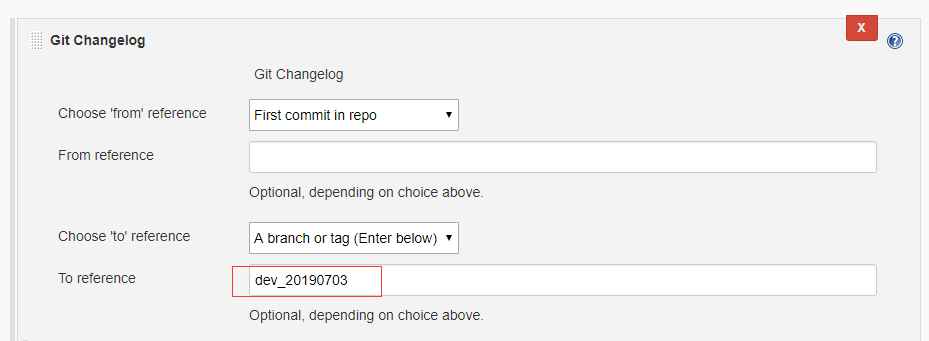 Git Changelog
X
?
Git Changelog
Choose 'from' reference
First commit in repo
From reference
Optional, depending on choice above.
Choose 'to' reference
A branch or tag (Enter below)
To reference
dev_20190703
Optional, depending on choice above.